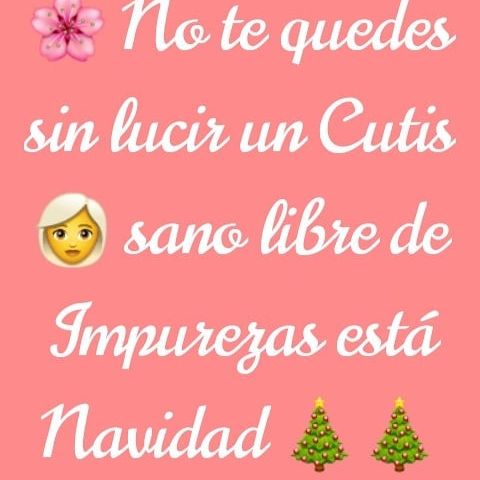 🌸 No te quedes
sin lucir un Cutis
👩‍🦳 sano libre de
Impurezas está
Navidad 🎄 🎄